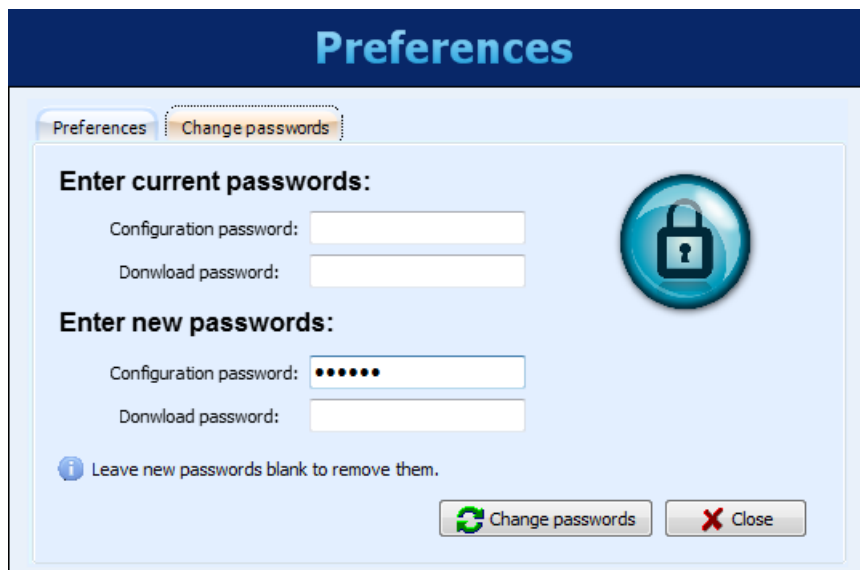 Preferences
Preferences
Change passwords
Enter current passwords:
Configuration password:
Donwload password:
Enter new passwords:
Configuration password: ••••••
Donwload password:
Leave new passwords blank to remove them.
Change passwords
Close